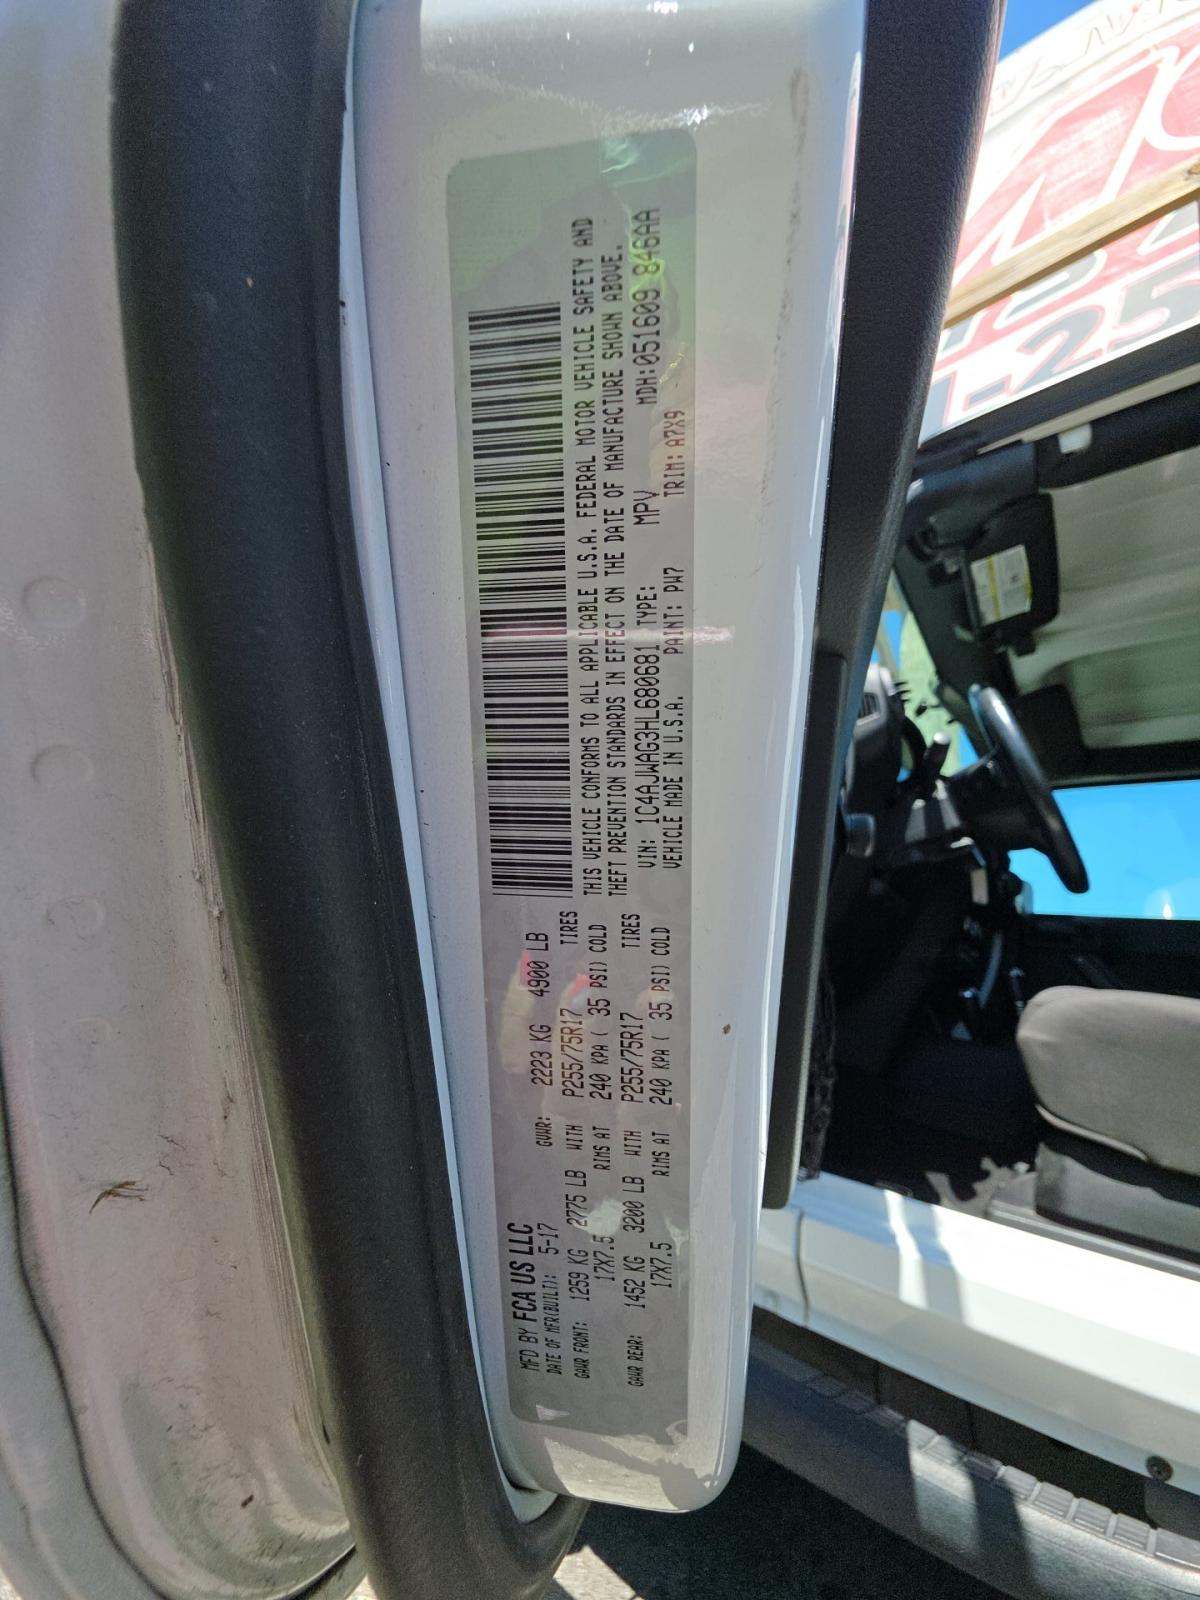 MFD BY FCA US LLC
DATE OF MFR(BUILT): 5-17 GVWR: 2223 KG 4900 LB
GAWR FRONT: 1259 KG 2775 LB WITH P255/75R17 TIRES
17X7.5 RIMS AT 240 KPA ( 35 PSI) COLD
GAWR REAR: 1452 KG 3200 LB WITH P255/75R17 TIRES
17X7.5 RIMS AT 240 KPA ( 35 PSI) COLD
THIS VEHICLE CONFORMS TO ALL APPLICABLE U.S.A. FEDERAL MOTOR VEHICLE SAFETY AND
THEFT PREVENTION STANDARDS IN EFFECT ON THE DATE OF MANUFACTURE SHOWN ABOVE.
VIN: 1C4AJWAG3HL680681 TYPE: MPV MDH:051609 846AA
VEHICLE MADE IN U.S.A. PAINT: PW7 TRIM: A7X9